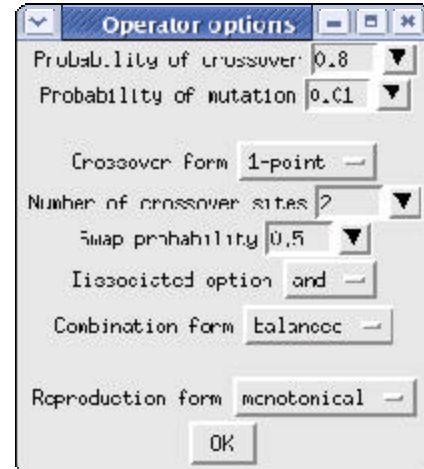 Operator options
Probability of crossover 0.8
Probability of mutation 0.01
Crossover form 1-point
Number of crossover sites 2
Swap probability 0.5
Dissociated option and
Combination form balanced
Reproduction form monotonical
OK